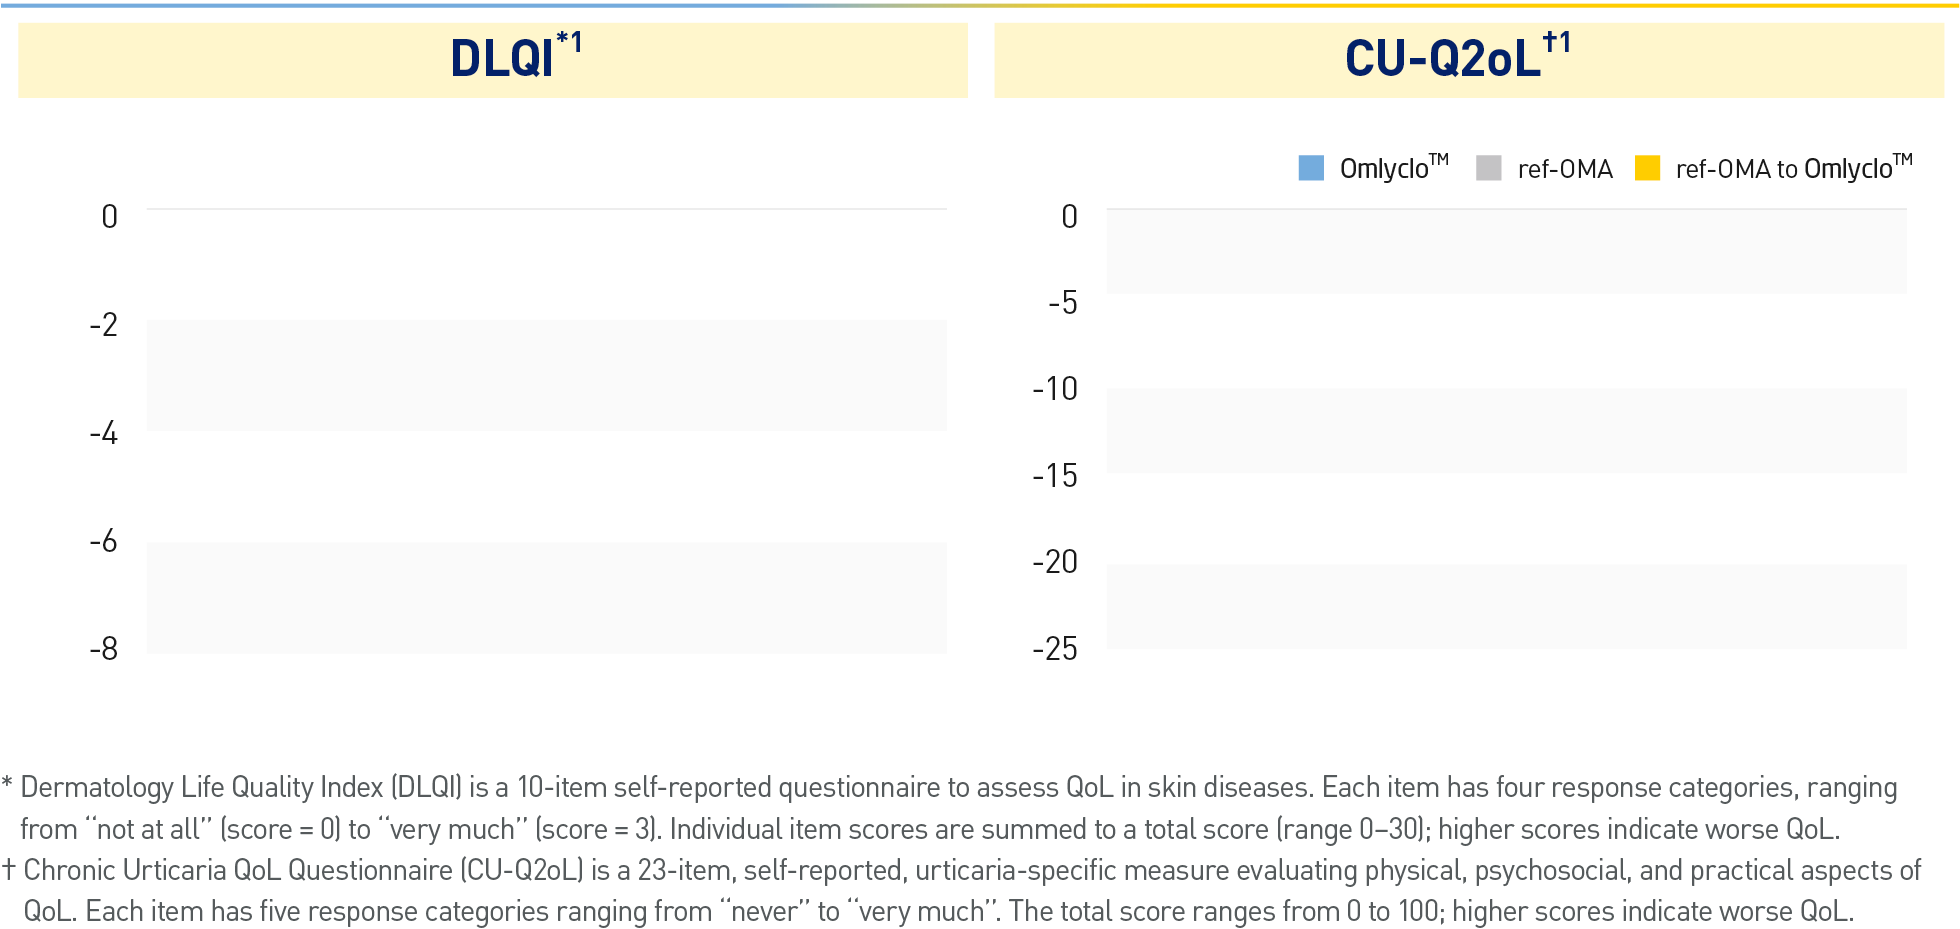 DLQI*1
CU-Q2oL†1
Omlyclo™ ref-OMA ref-OMA to Omlyclo™
0
-2
-4
-6
-8
0
-5
-10
-15
-20
-25
* Dermatology Life Quality Index (DLQI) is a 10-item self-reported questionnaire to assess QoL in skin diseases. Each item has four response categories, ranging
from “not at all” (score = 0) to “very much” (score = 3). Individual item scores are summed to a total score (range 0–30); higher scores indicate worse QoL.
† Chronic Urticaria QoL Questionnaire (CU-Q2oL) is a 23-item, self-reported, urticaria-specific measure evaluating physical, psychosocial, and practical aspects of
QoL. Each item has five response categories ranging from “never” to “very much”. The total score ranges from 0 to 100; higher scores indicate worse QoL.